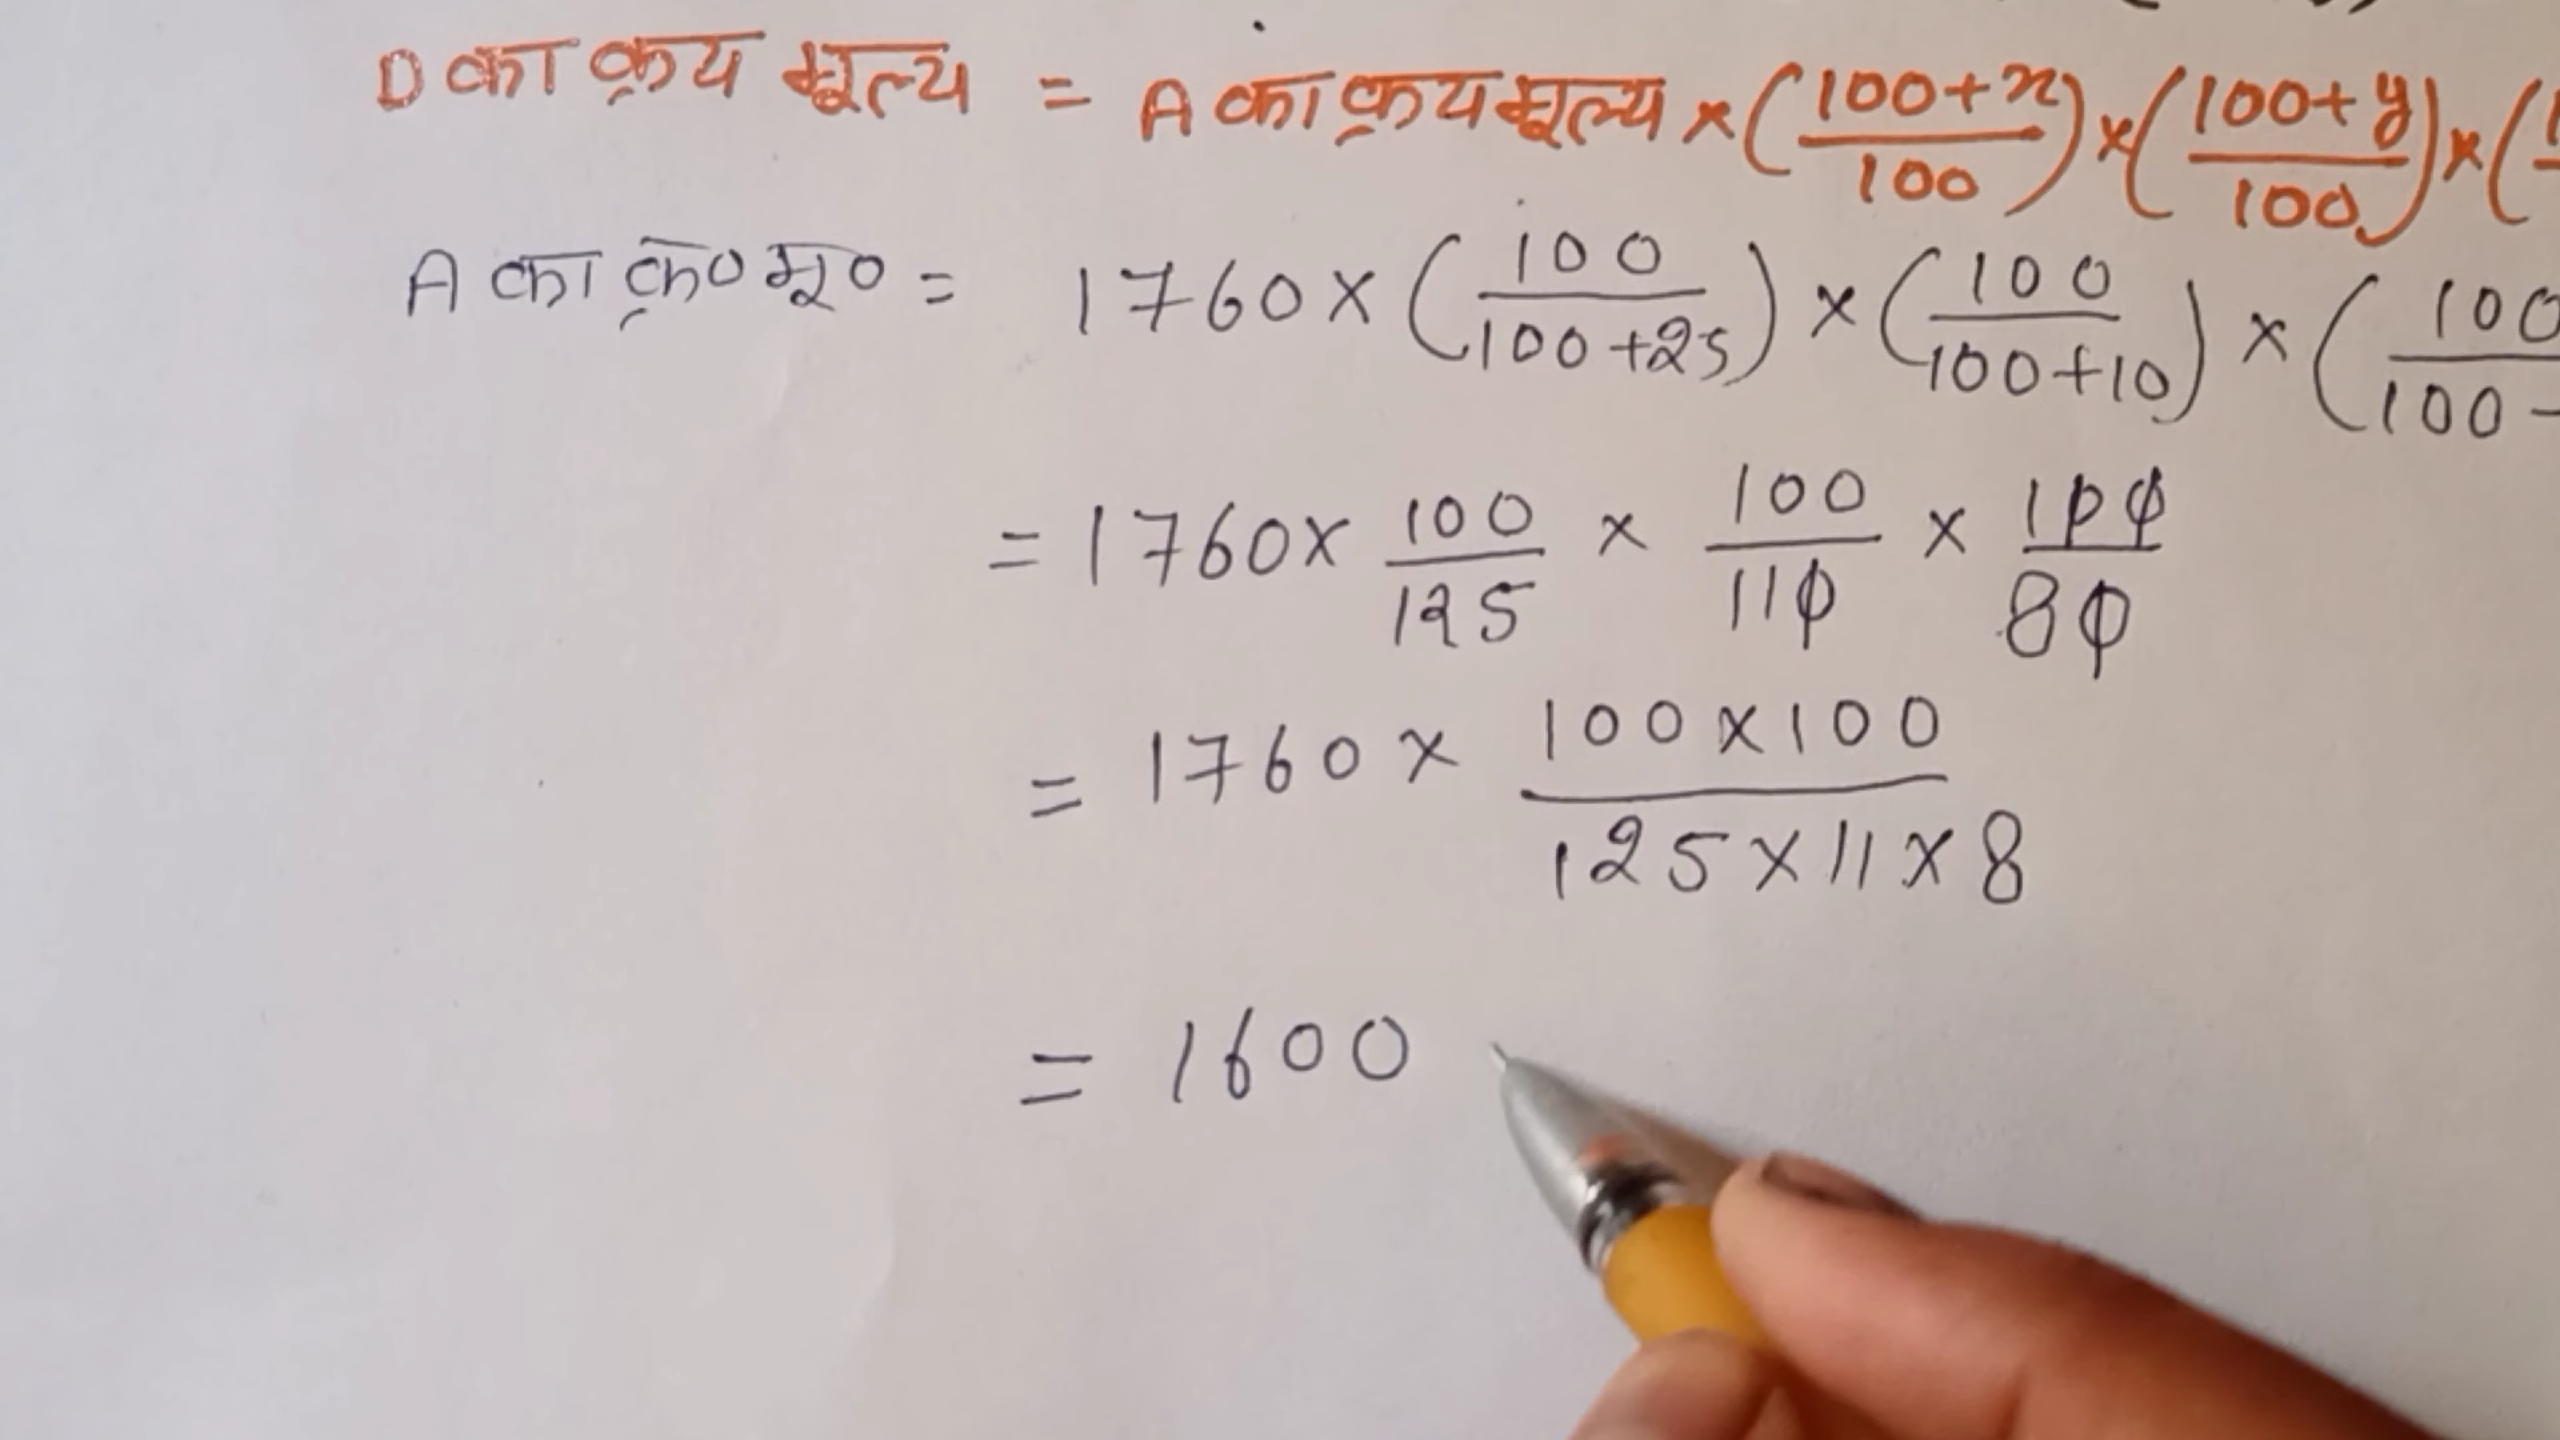 D का क्रय मूल्य = A का क्रय मूल्य × (100+x/100) × (100+y/100) × (1
A का क्र० मू० = 1760 × (100/100+25) × (100/100+10) × (100/100-
= 1760 × 100/125 × 100/110 × 100/80
= 1760 × 100×100/125×11×8
= 1600